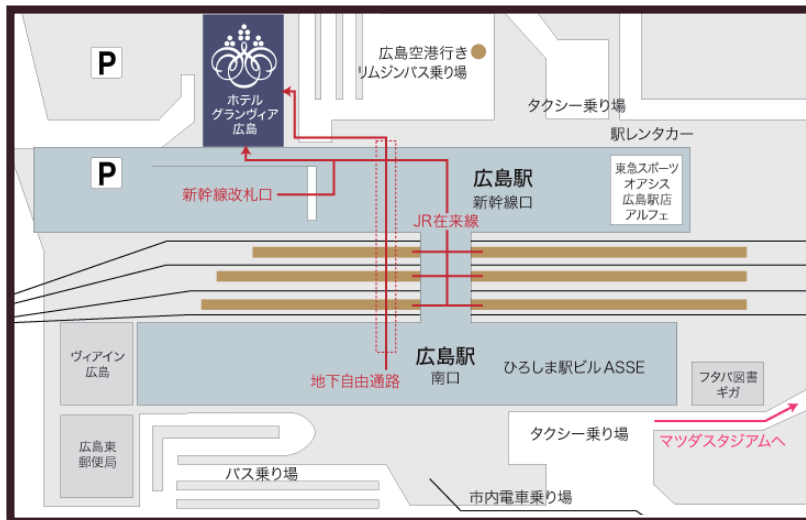 P
ホテル
グランヴィア
広島
広島空港行き
リムジンバス乗り場
タクシー乗り場
駅レンタカー
P
新幹線改札口
広島駅
新幹線口
東急スポーツ
オアシス
広島駅店
アルフェ
JR在来線
ヴィアイン
広島
地下自由通路
広島駅
南口
ひろしま駅ビルASSE
フタバ図書
ギガ
広島東
郵便局
バス乗り場
タクシー乗り場
マツダスタジアムへ
市内電車乗り場